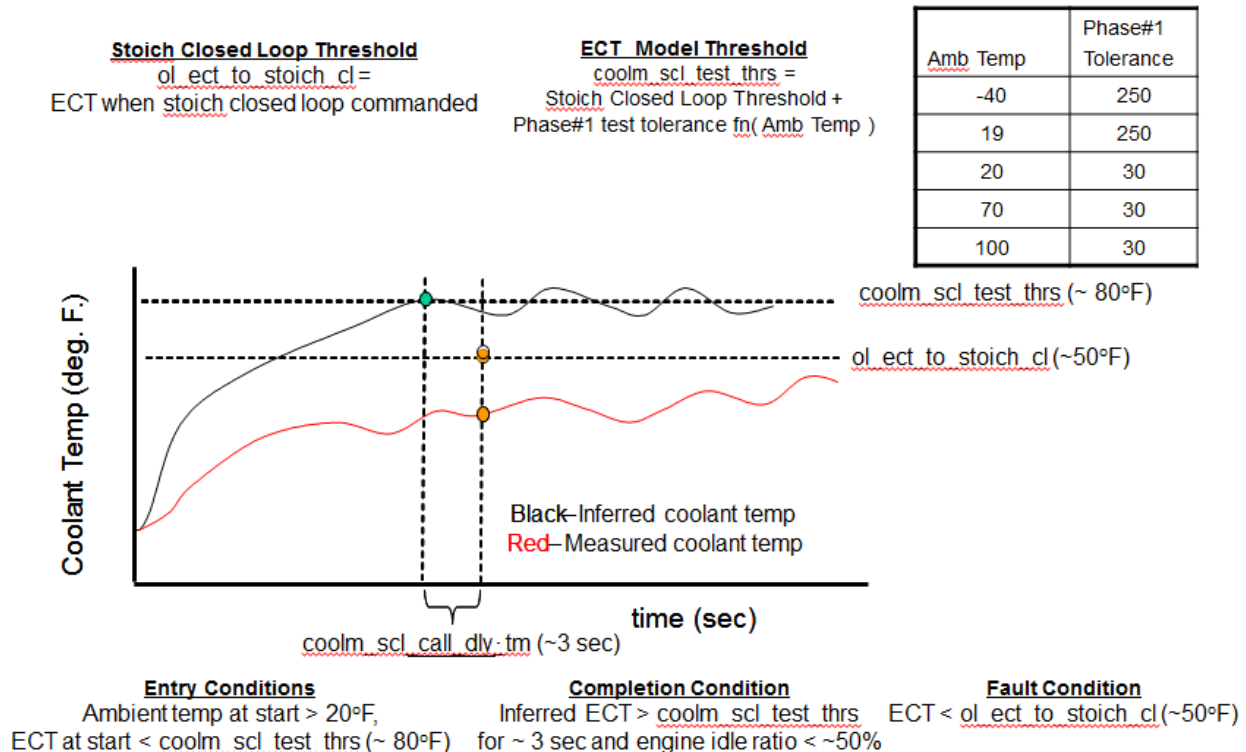 Stoich Closed Loop Threshold
ol_ect_to_stoich_cl =
ECT when stoich closed loop commanded
ECT Model Threshold
coolm_scl_test_thrs =
Stoich Closed Loop Threshold +
Phase#1 test tolerance fn( Amb Temp )
Amb Temp Phase#1 Tolerance
-40 250
19 250
20 30
70 30
100 30
coolm_scl_test_thrs (~ 80°F)
ol_ect_to_stoich_cl (~50°F)
Coolant Temp (deg. F.)
Black–Inferred coolant temp
Red–Measured coolant temp
time (sec)
coolm_scl_call_dly-tm (~3 sec)
Entry Conditions
Ambient temp at start > 20°F,
ECT at start < coolm_scl_test_thrs (~ 80°F)
Completion Condition
Inferred ECT > coolm_scl_test_thrs
for ~ 3 sec and engine idle ratio < ~50%
Fault Condition
ECT < ol_ect_to_stoich_cl (~50°F)